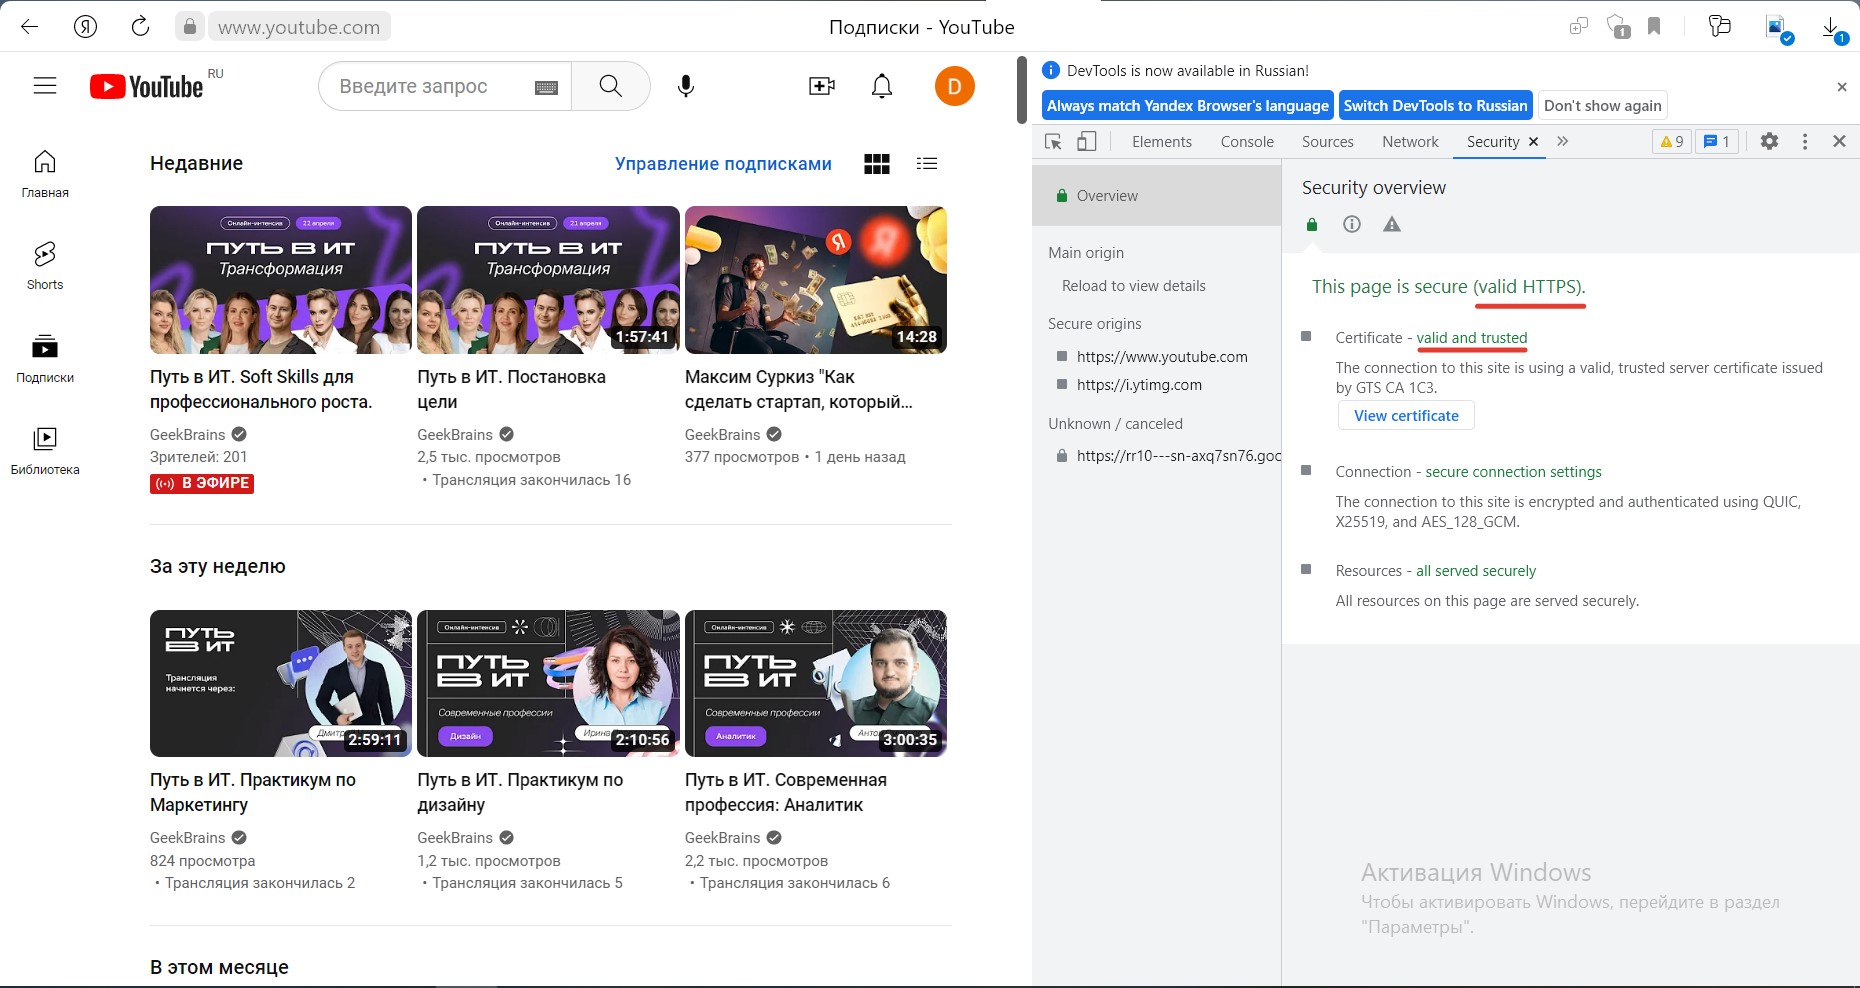 www.youtube.com
Подписки - YouTube
1
1
YouTube RU
Введите запрос
D
Главная
Shorts
Подписки
Библиотека
Недавние
Управление подписками
Онлайн-интенсив 22 апреля
ПУТЬ В ИТ
Трансформация
Путь в ИТ. Soft Skills для
профессионального роста.
GeekBrains
Зрителей: 201
В ЭФИРЕ
Онлайн-интенсив 21 апреля
ПУТЬ В ИТ
Трансформация
1:57:41
Путь в ИТ. Постановка
цели
GeekBrains
2,5 тыс. просмотров
• Трансляция закончилась 16
Я
Я
14:28
Максим Суркиз "Как
сделать стартап, который...
GeekBrains
377 просмотров • 1 день назад
За эту неделю
ПУТЬ
В ИТ
Трансляция
начнется через:
2:59:11
Путь в ИТ. Практикум по
Маркетингу
GeekBrains
824 просмотра
• Трансляция закончилась 2
Онлайн-интенсив
ПУТЬ
В ИТ
Современные профессии
Дизайн
Ирина
2:10:56
Путь в ИТ. Практикум по
дизайну
GeekBrains
1,2 тыс. просмотров
• Трансляция закончилась 5
Онлайн-интенсив
ПУТЬ
В ИТ
Современные профессии
Аналитик
3:00:35
Путь в ИТ. Современная
профессия: Аналитик
GeekBrains
2,2 тыс. просмотров
• Трансляция закончилась 6
В этом месяце
DevTools is now available in Russian!
Always match Yandex Browser's language Switch DevTools to Russian Don't show again
Elements Console Sources Network Security 9 1
Overview
Main origin
Reload to view details
Secure origins
https://www.youtube.com
https://i.ytimg.com
Unknown / canceled
https://rr10---sn-axq7sn76.goc
Security overview
This page is secure (valid HTTPS).
Certificate - valid and trusted
The connection to this site is using a valid, trusted server certificate issued
by GTS CA 1C3.
View certificate
Connection - secure connection settings
The connection to this site is encrypted and authenticated using QUIC,
X25519, and AES_128_GCM.
Resources - all served securely
All resources on this page are served securely.
Активация Windows
Чтобы активировать Windows, перейдите в раздел
"Параметры".